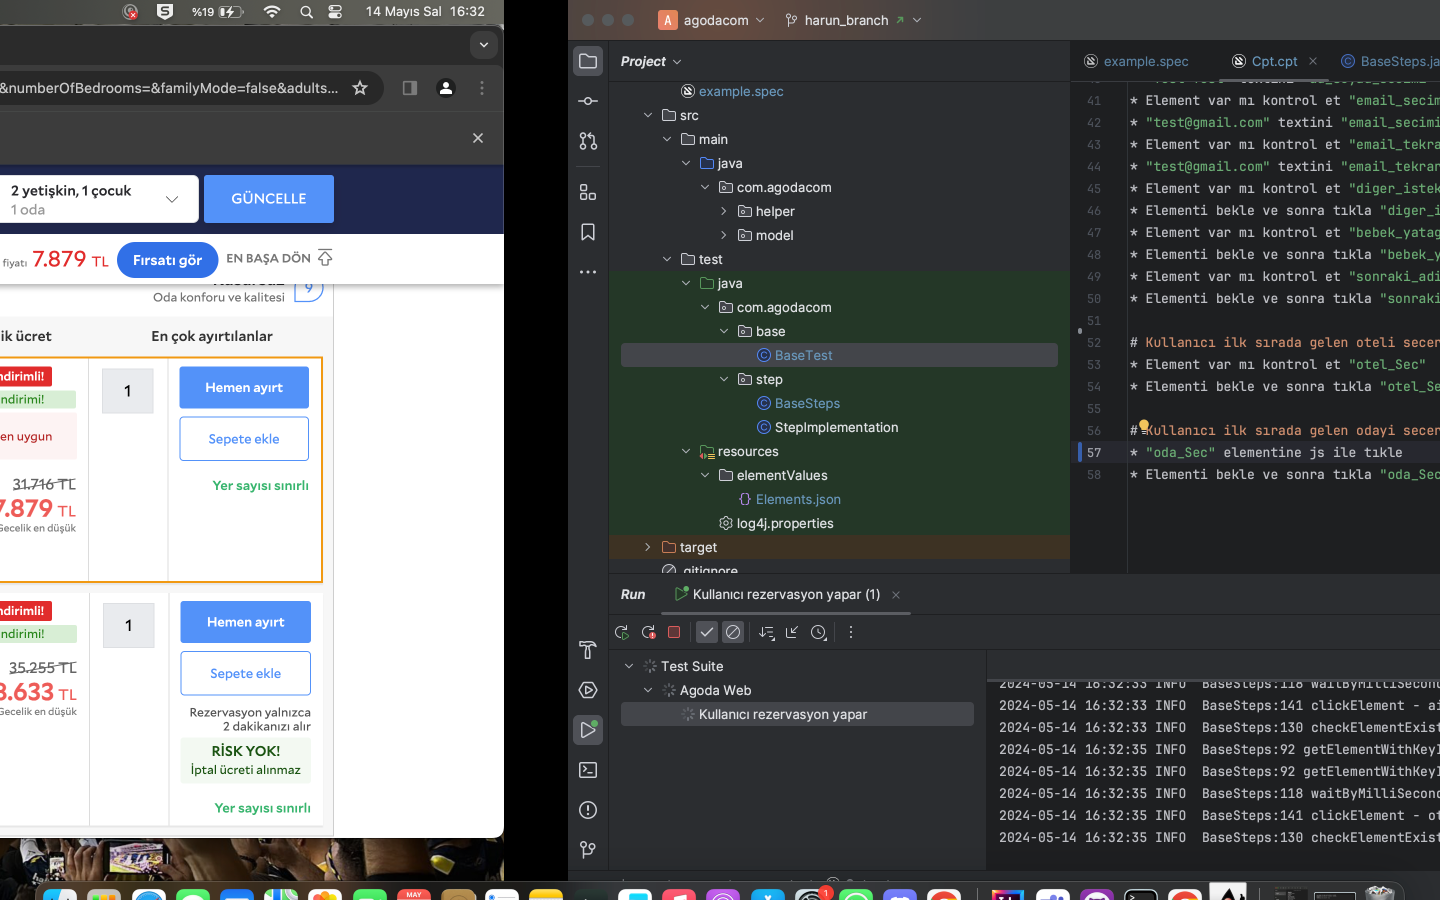 %19
14 Mayıs Sal 16:32
&numberOfBedrooms=&familyMode=false&adults...
2 yetişkin, 1 çocuk
1 oda
GÜNCELLE
fiyatı 7.879 TL
Fırsatı gör
EN BAŞA DÖN
Oda konforu ve kalitesi
9
ik ücret
En çok ayırtılanlar
ndirimli!
ndirimi!
en uygun
1
Hemen ayırt
Sepete ekle
Yer sayısı sınırlı
31.716 TL
7.879 TL
Gecelik en düşük
ndirimli!
ndirimi!
1
Hemen ayırt
35.255 TL
3.633 TL
Gecelik en düşük
Sepete ekle
Rezervasyon yalnızca
2 dakikanızı alır
RİSK YOK!
İptal ücreti alınmaz
Yer sayısı sınırlı
A agodacom
harun_branch
Project
example.spec
src
main
java
com.agodacom
helper
model
test
java
com.agodacom
base
BaseTest
step
BaseSteps
StepImplementation
resources
elementValues
Elements.json
log4j.properties
target
.gitignore
example.spec
Cpt.cpt
BaseSteps.ja
41 * Element var mı kontrol et "email_secim
42 * "test@gmail.com" textini "email_secimi
43 * Element var mı kontrol et "email_tekra
44 * "test@gmail.com" textini "email_tekrar
45 * Element var mı kontrol et "diger_istek
46 * Elementi bekle ve sonra tıkla "diger_i
47 * Element var mı kontrol et "bebek_yatag
48 * Elementi bekle ve sonra tıkla "bebek_y
49 * Element var mı kontrol et "sonraki_adi
50 * Elementi bekle ve sonra tıkla "sonraki
51
52 # Kullanıcı ilk sırada gelen oteli secer
53 * Element var mı kontrol et "otel_Sec"
54 * Elementi bekle ve sonra tıkla "otel_Se
55
56 # Kullanıcı ilk sırada gelen odayi secer
57 * "oda_Sec" elementine js ile tıkle
58 * Elementi bekle ve sonra tıkla "oda_Sec
Run
Kullanıcı rezervasyon yapar (1)
Test Suite
Agoda Web
Kullanıcı rezervasyon yapar
2024-05-14 16:32:33 INFO BaseSteps:118 waitByMilliSecond
2024-05-14 16:32:33 INFO BaseSteps:141 clickElement - ai
2024-05-14 16:32:33 INFO BaseSteps:130 checkElementExist
2024-05-14 16:32:35 INFO BaseSteps:92 getElementWithKeyI
2024-05-14 16:32:35 INFO BaseSteps:92 getElementWithKeyI
2024-05-14 16:32:35 INFO BaseSteps:118 waitByMilliSecond
2024-05-14 16:32:35 INFO BaseSteps:141 clickElement - ot
2024-05-14 16:32:35 INFO BaseSteps:130 checkElementExist
MAY
1